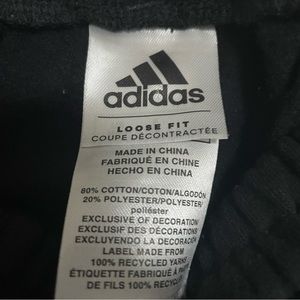 adidas
LOOSE FIT
COUPE DÉCONTRACTÉE
MADE IN CHINA
FABRIQUÉ EN CHINE
HECHO EN CHINA
80% COTTON/COTON/ALGODÓN
20% POLYESTER/POLYESTER/
poliéster
EXCLUSIVE OF DECORATION/
EXCLUSIF DES DÉCORATIONS/
EXCLUYENDO LA DECORACIÓN
LABEL MADE FROM
100% RECYCLED YARNS
ÉTIQUETTE FABRIQUÉ À
DE FILS 100% RECYCLÉS